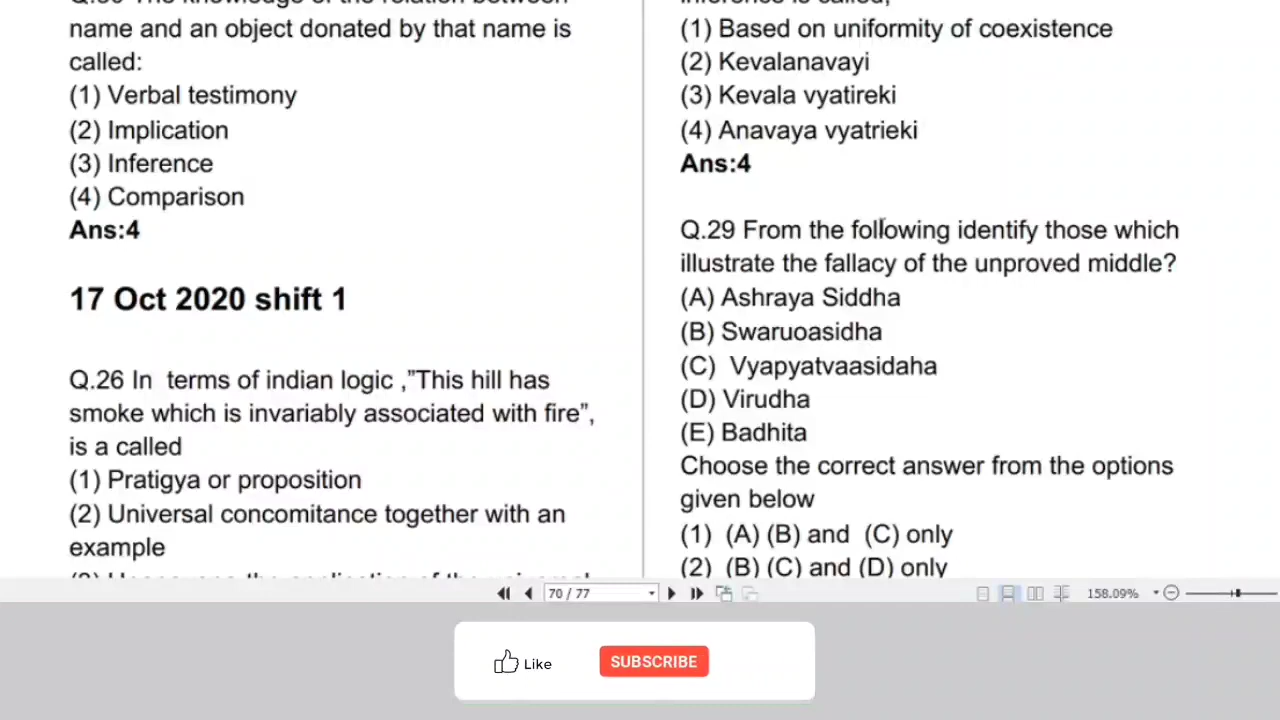 name and an object donated by that name is
called:
(1) Verbal testimony
(2) Implication
(3) Inference
(4) Comparison
Ans:4
17 Oct 2020 shift 1
Q.26 In terms of indian logic ,”This hill has
smoke which is invariably associated with fire”,
is a called
(1) Pratigya or proposition
(2) Universal concomitance together with an
example
(1) Based on uniformity of coexistence
(2) Kevalanavayi
(3) Kevala vyatireki
(4) Anavaya vyatrieki
Ans:4
Q.29 From the following identify those which
illustrate the fallacy of the unproved middle?
(A) Ashraya Siddha
(B) Swaruoasidha
(C) Vyapyatvaasidaha
(D) Virudha
(E) Badhita
Choose the correct answer from the options
given below
(1) (A) (B) and (C) only
(2) (B) (C) and (D) only
70 / 77
158.09%
Like
SUBSCRIBE